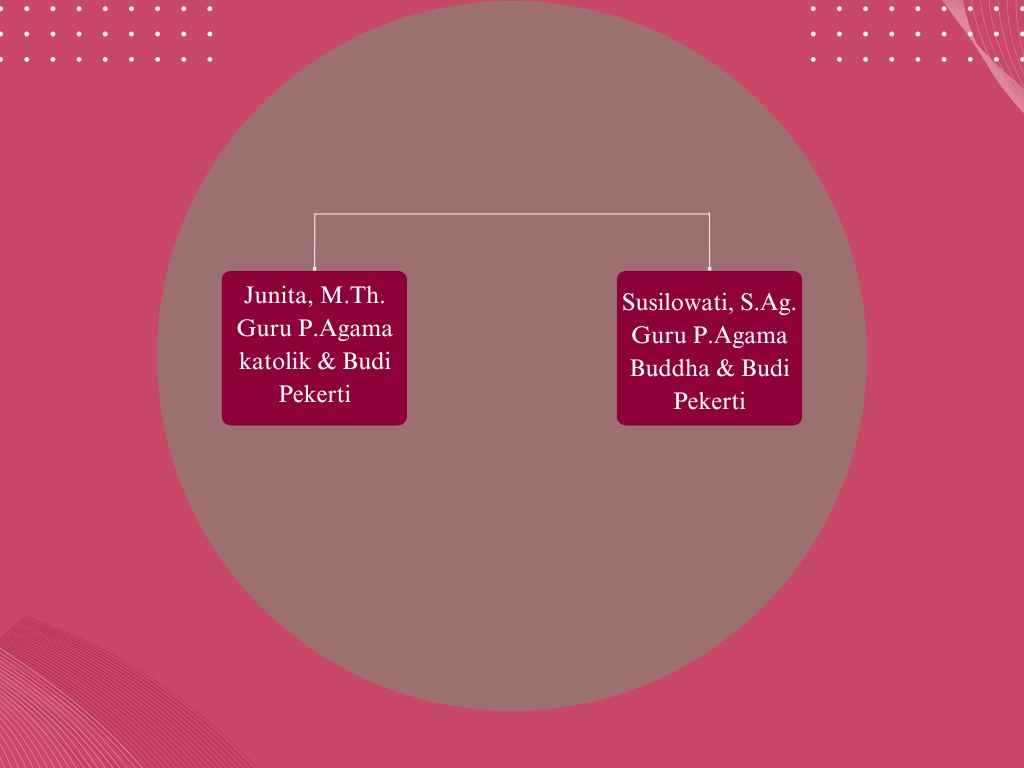 Junita, M.Th.
Guru P.Agama
katolik & Budi
Pekerti
Susilowati, S.Ag.
Guru P.Agama
Buddha & Budi
Pekerti